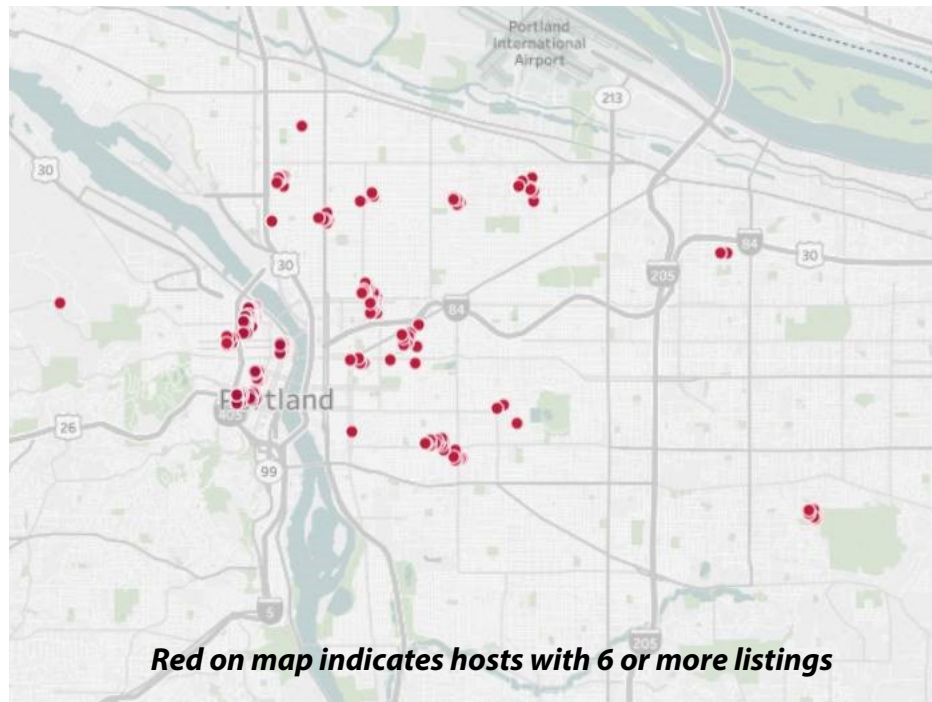 Portland
International
Airport
213
30
84
30
30
205
84
26
Portland
405
99
5
205
Red on map indicates hosts with 6 or more listings